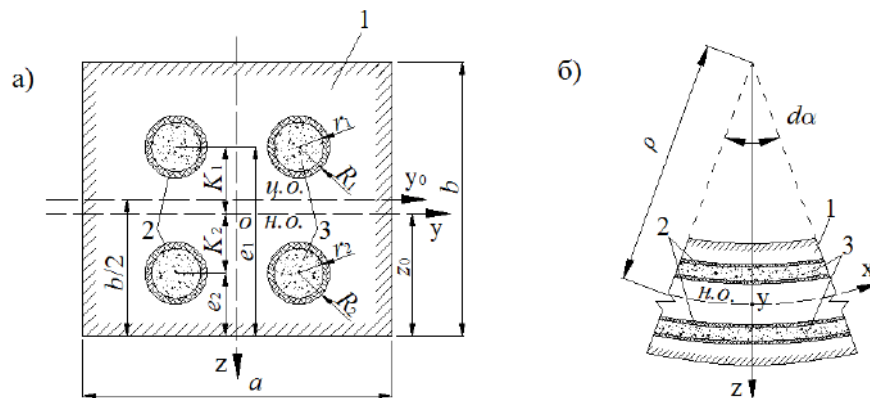 а)
1
r₁
R₁
K₁
ц.о.
y₀
b
o
н.о.
y
2
3
K₂
e₁
r₂
b/2
z₀
e₂
R₂
z
a
б)
dα
ρ
1
2
3
x
н.о.
y
z